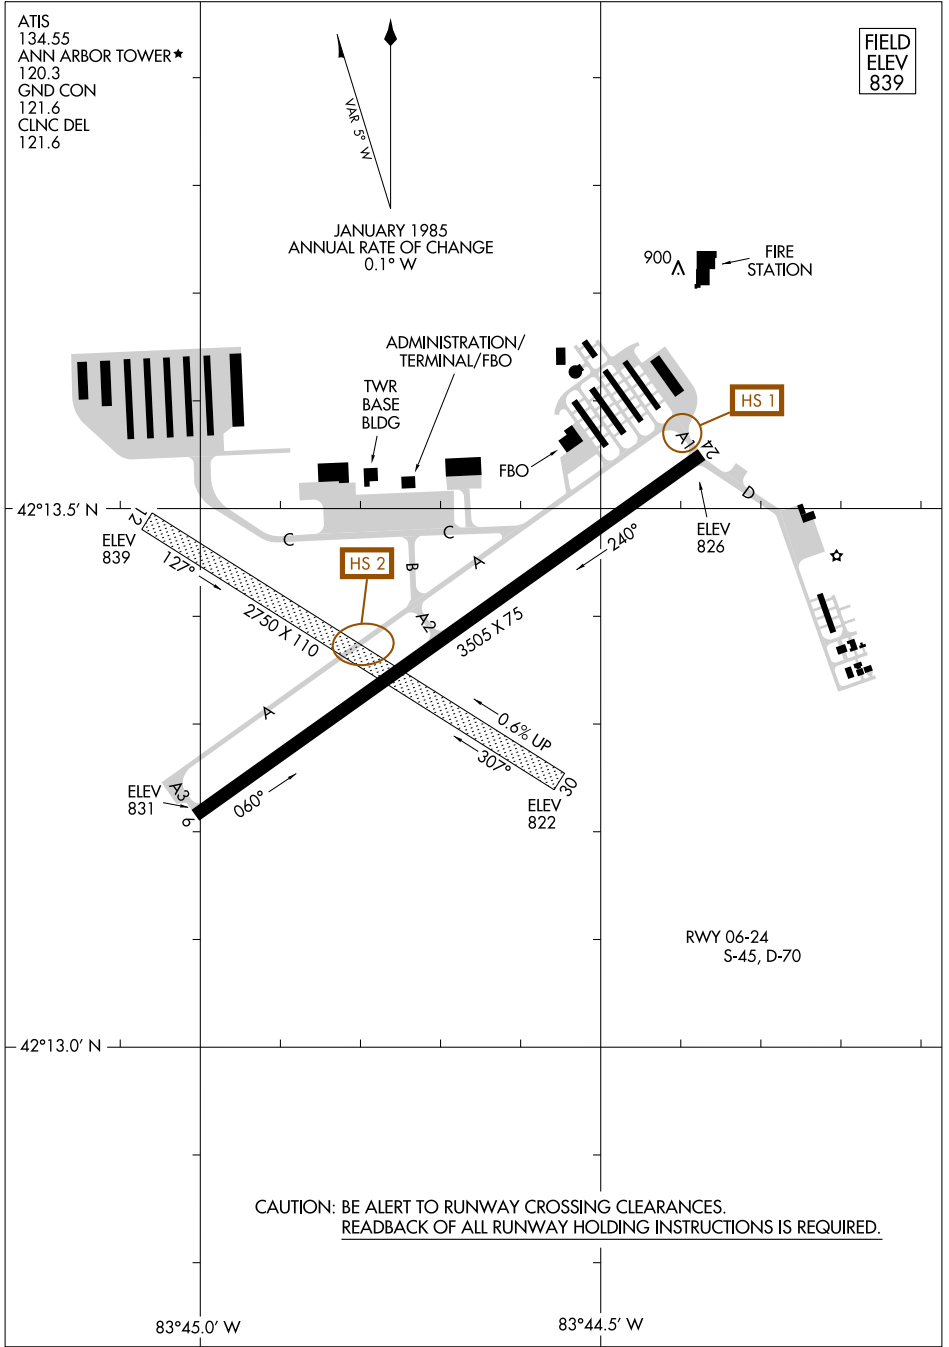 ATIS
134.55
ANN ARBOR TOWER★
120.3
GND CON
121.6
CLNC DEL
121.6
FIELD
ELEV
839
VAR 5° W
JANUARY 1985
ANNUAL RATE OF CHANGE
0.1° W
900
FIRE
STATION
ADMINISTRATION/
TERMINAL/FBO
TWR
BASE
BLDG
HS 1
FBO
A1
24
D
42°13.5' N
12
ELEV
839
C
C
A
B
240°
ELEV
826
HS 2
127°
2750 X 110
A2
3505 X 75
A
0.6% UP
307°
30
A3
ELEV
831
060°
6
ELEV
822
RWY 06-24
S-45, D-70
42°13.0' N
CAUTION: BE ALERT TO RUNWAY CROSSING CLEARANCES.
READBACK OF ALL RUNWAY HOLDING INSTRUCTIONS IS REQUIRED.
83°45.0' W
83°44.5' W